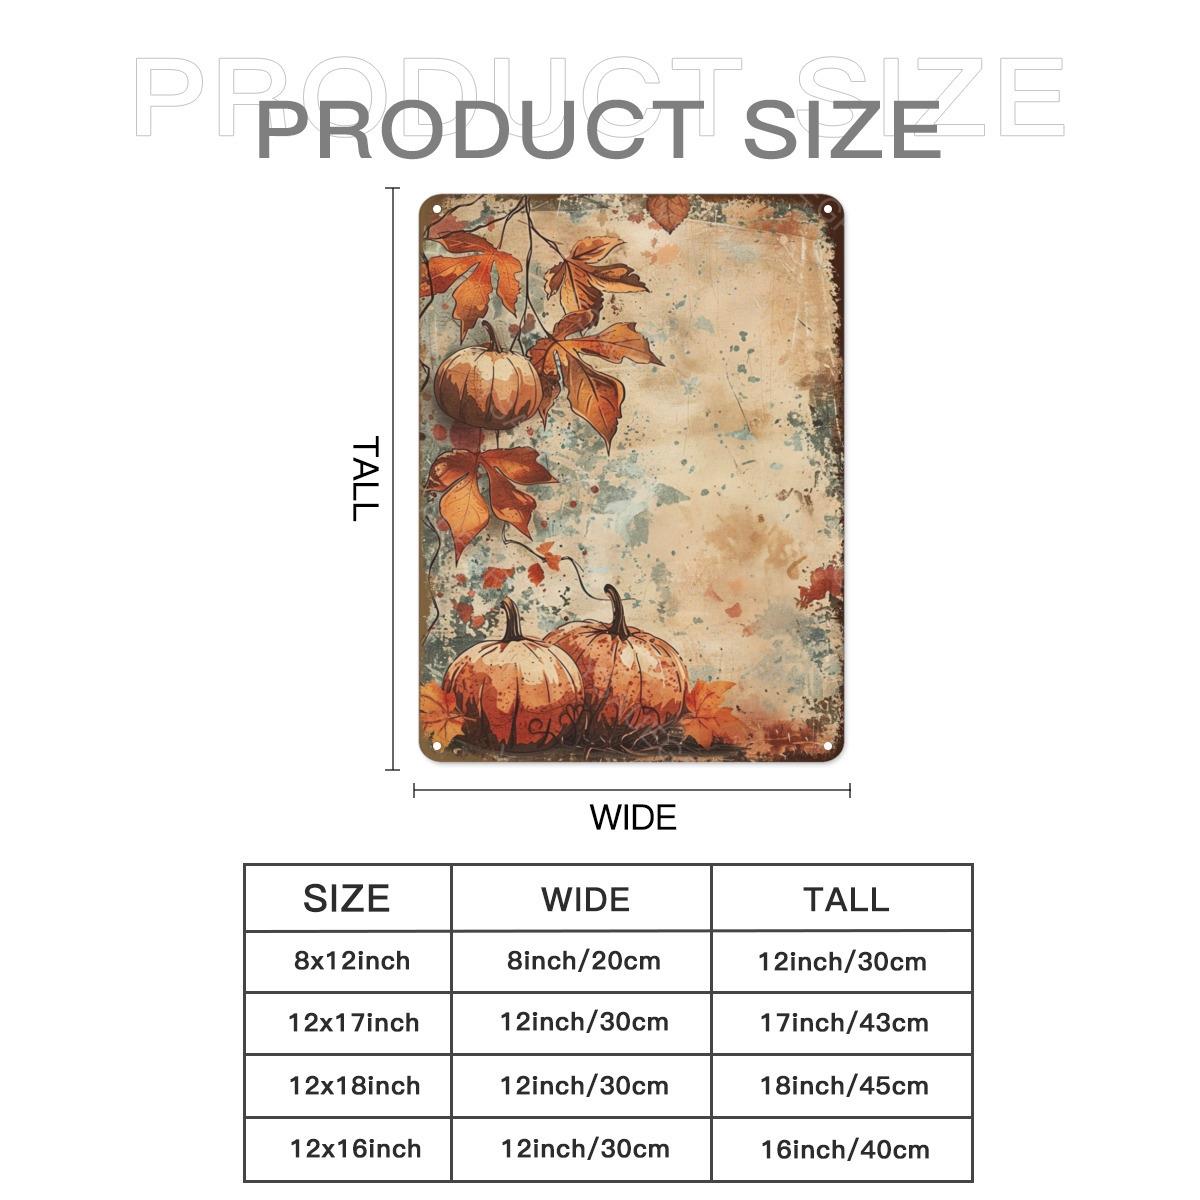 PRODUCT SIZE
PRODUCT SIZE
TALL
WIDE
SIZE WIDE TALL
8x12inch 8inch/20cm 12inch/30cm
12x17inch 12inch/30cm 17inch/43cm
12x18inch 12inch/30cm 18inch/45cm
12x16inch 12inch/30cm 16inch/40cm